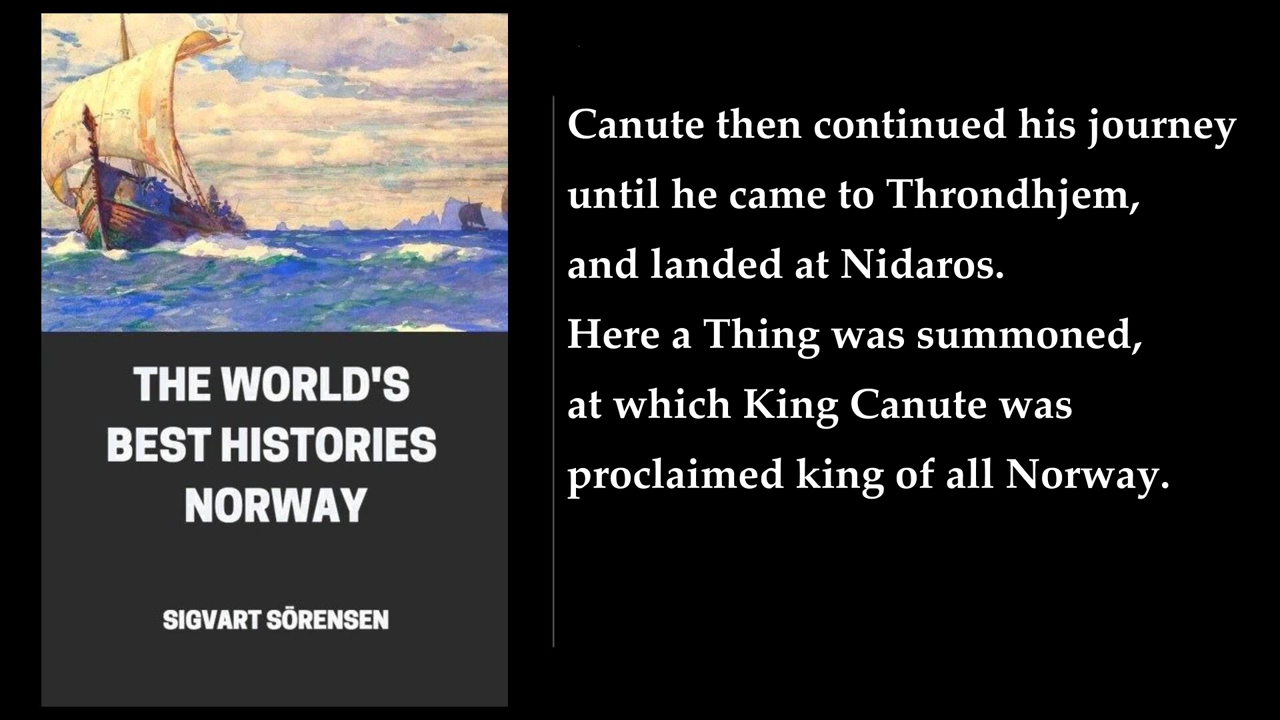 THE WORLD'S
BEST HISTORIES
NORWAY
SIGVART SÖRENSEN
Canute then continued his journey
until he came to Throndhjem,
and landed at Nidaros.
Here a Thing was summoned,
at which King Canute was
proclaimed king of all Norway.